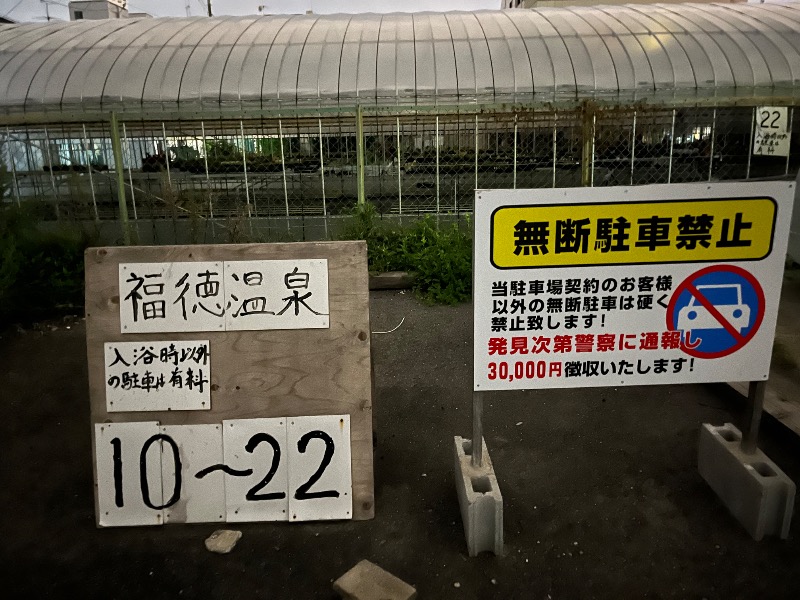 福徳温泉
入浴時以外
の駐車は有料
10~22
無断駐車禁止
当駐車場契約のお客様
以外の無断駐車は硬く
禁止致します!
発見次第警察に通報し
30,000円徴収いたします!
22